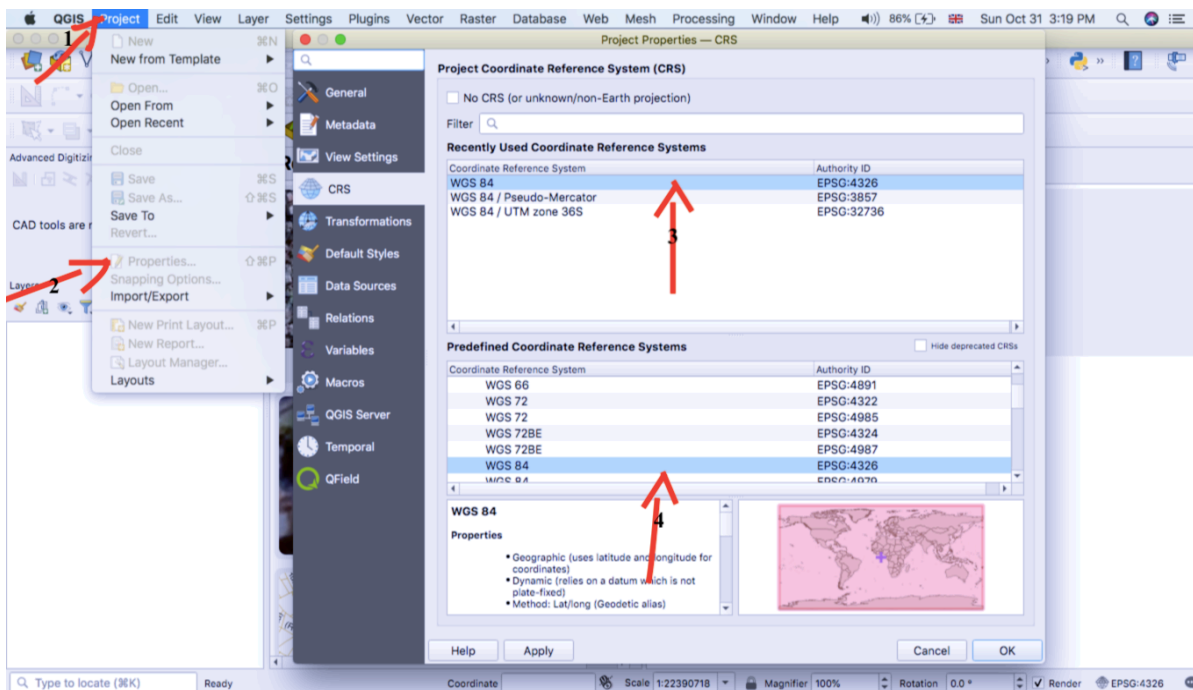 QGIS Project Edit View Layer Settings Plugins Vector Raster Database Web Mesh Processing Window Help 86% Sun Oct 31 3:19 PM
1
New ⌘N
New from Template
Open... ⌘O
Open From
Open Recent
Close
Save ⌘S
Save As... ⇧⌘S
Save To
Revert...
Properties... ⇧⌘P
Snapping Options...
Import/Export
New Print Layout... ⌘P
New Report...
Layout Manager...
Layouts
2
Advanced Digitizi
CAD tools are r
Layers
Project Properties — CRS
General
Metadata
View Settings
CRS
Transformations
Default Styles
Data Sources
Relations
Variables
Macros
QGIS Server
Temporal
QField
Project Coordinate Reference System (CRS)
No CRS (or unknown/non-Earth projection)
Filter
Recently Used Coordinate Reference Systems
Coordinate Reference System Authority ID
WGS 84 EPSG:4326
WGS 84 / Pseudo-Mercator EPSG:3857
WGS 84 / UTM zone 36S EPSG:32736
3
Predefined Coordinate Reference Systems Hide deprecated CRSs
Coordinate Reference System Authority ID
WGS 66 EPSG:4891
WGS 72 EPSG:4322
WGS 72 EPSG:4985
WGS 72BE EPSG:4324
WGS 72BE EPSG:4987
WGS 84 EPSG:4326
WGS 84 EPSG:4979
4
WGS 84
Properties
• Geographic (uses latitude and longitude for
coordinates)
• Dynamic (relies on a datum which is not
plate-fixed)
• Method: Lat/long (Geodetic alias)
Help Apply Cancel OK
Type to locate (⌘K) Ready Coordinate Scale 1:22390718 Magnifier 100% Rotation 0.0 ° Render EPSG:4326